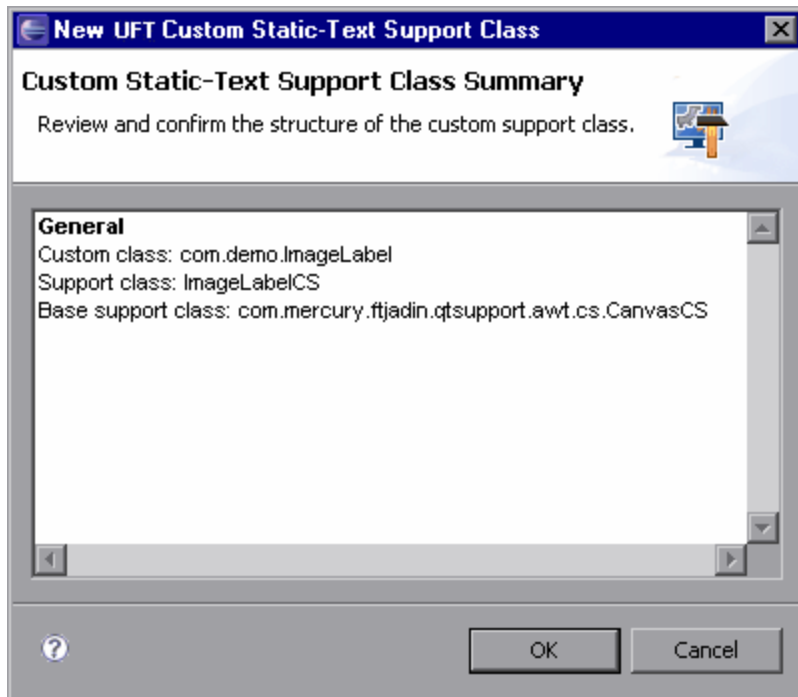 New UFT Custom Static-Text Support Class
Custom Static-Text Support Class Summary
Review and confirm the structure of the custom support class.
General
Custom class: com.demo.ImageLabel
Support class: ImageLabelCS
Base support class: com.mercury.ftjadin.qtsupport.awt.cs.CanvasCS
?
OK Cancel